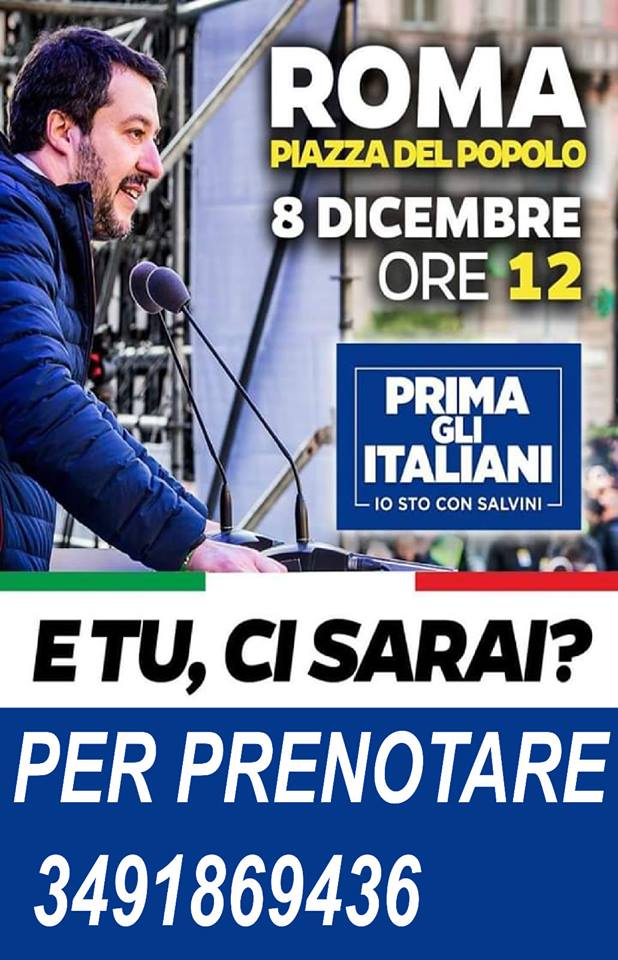 ROMA
PIAZZA DEL POPOLO
8 DICEMBRE
ORE 12
PRIMA
GLI
ITALIANI
IO STO CON SALVINI
E TU, CI SARAI?
PER PRENOTARE
3491869436